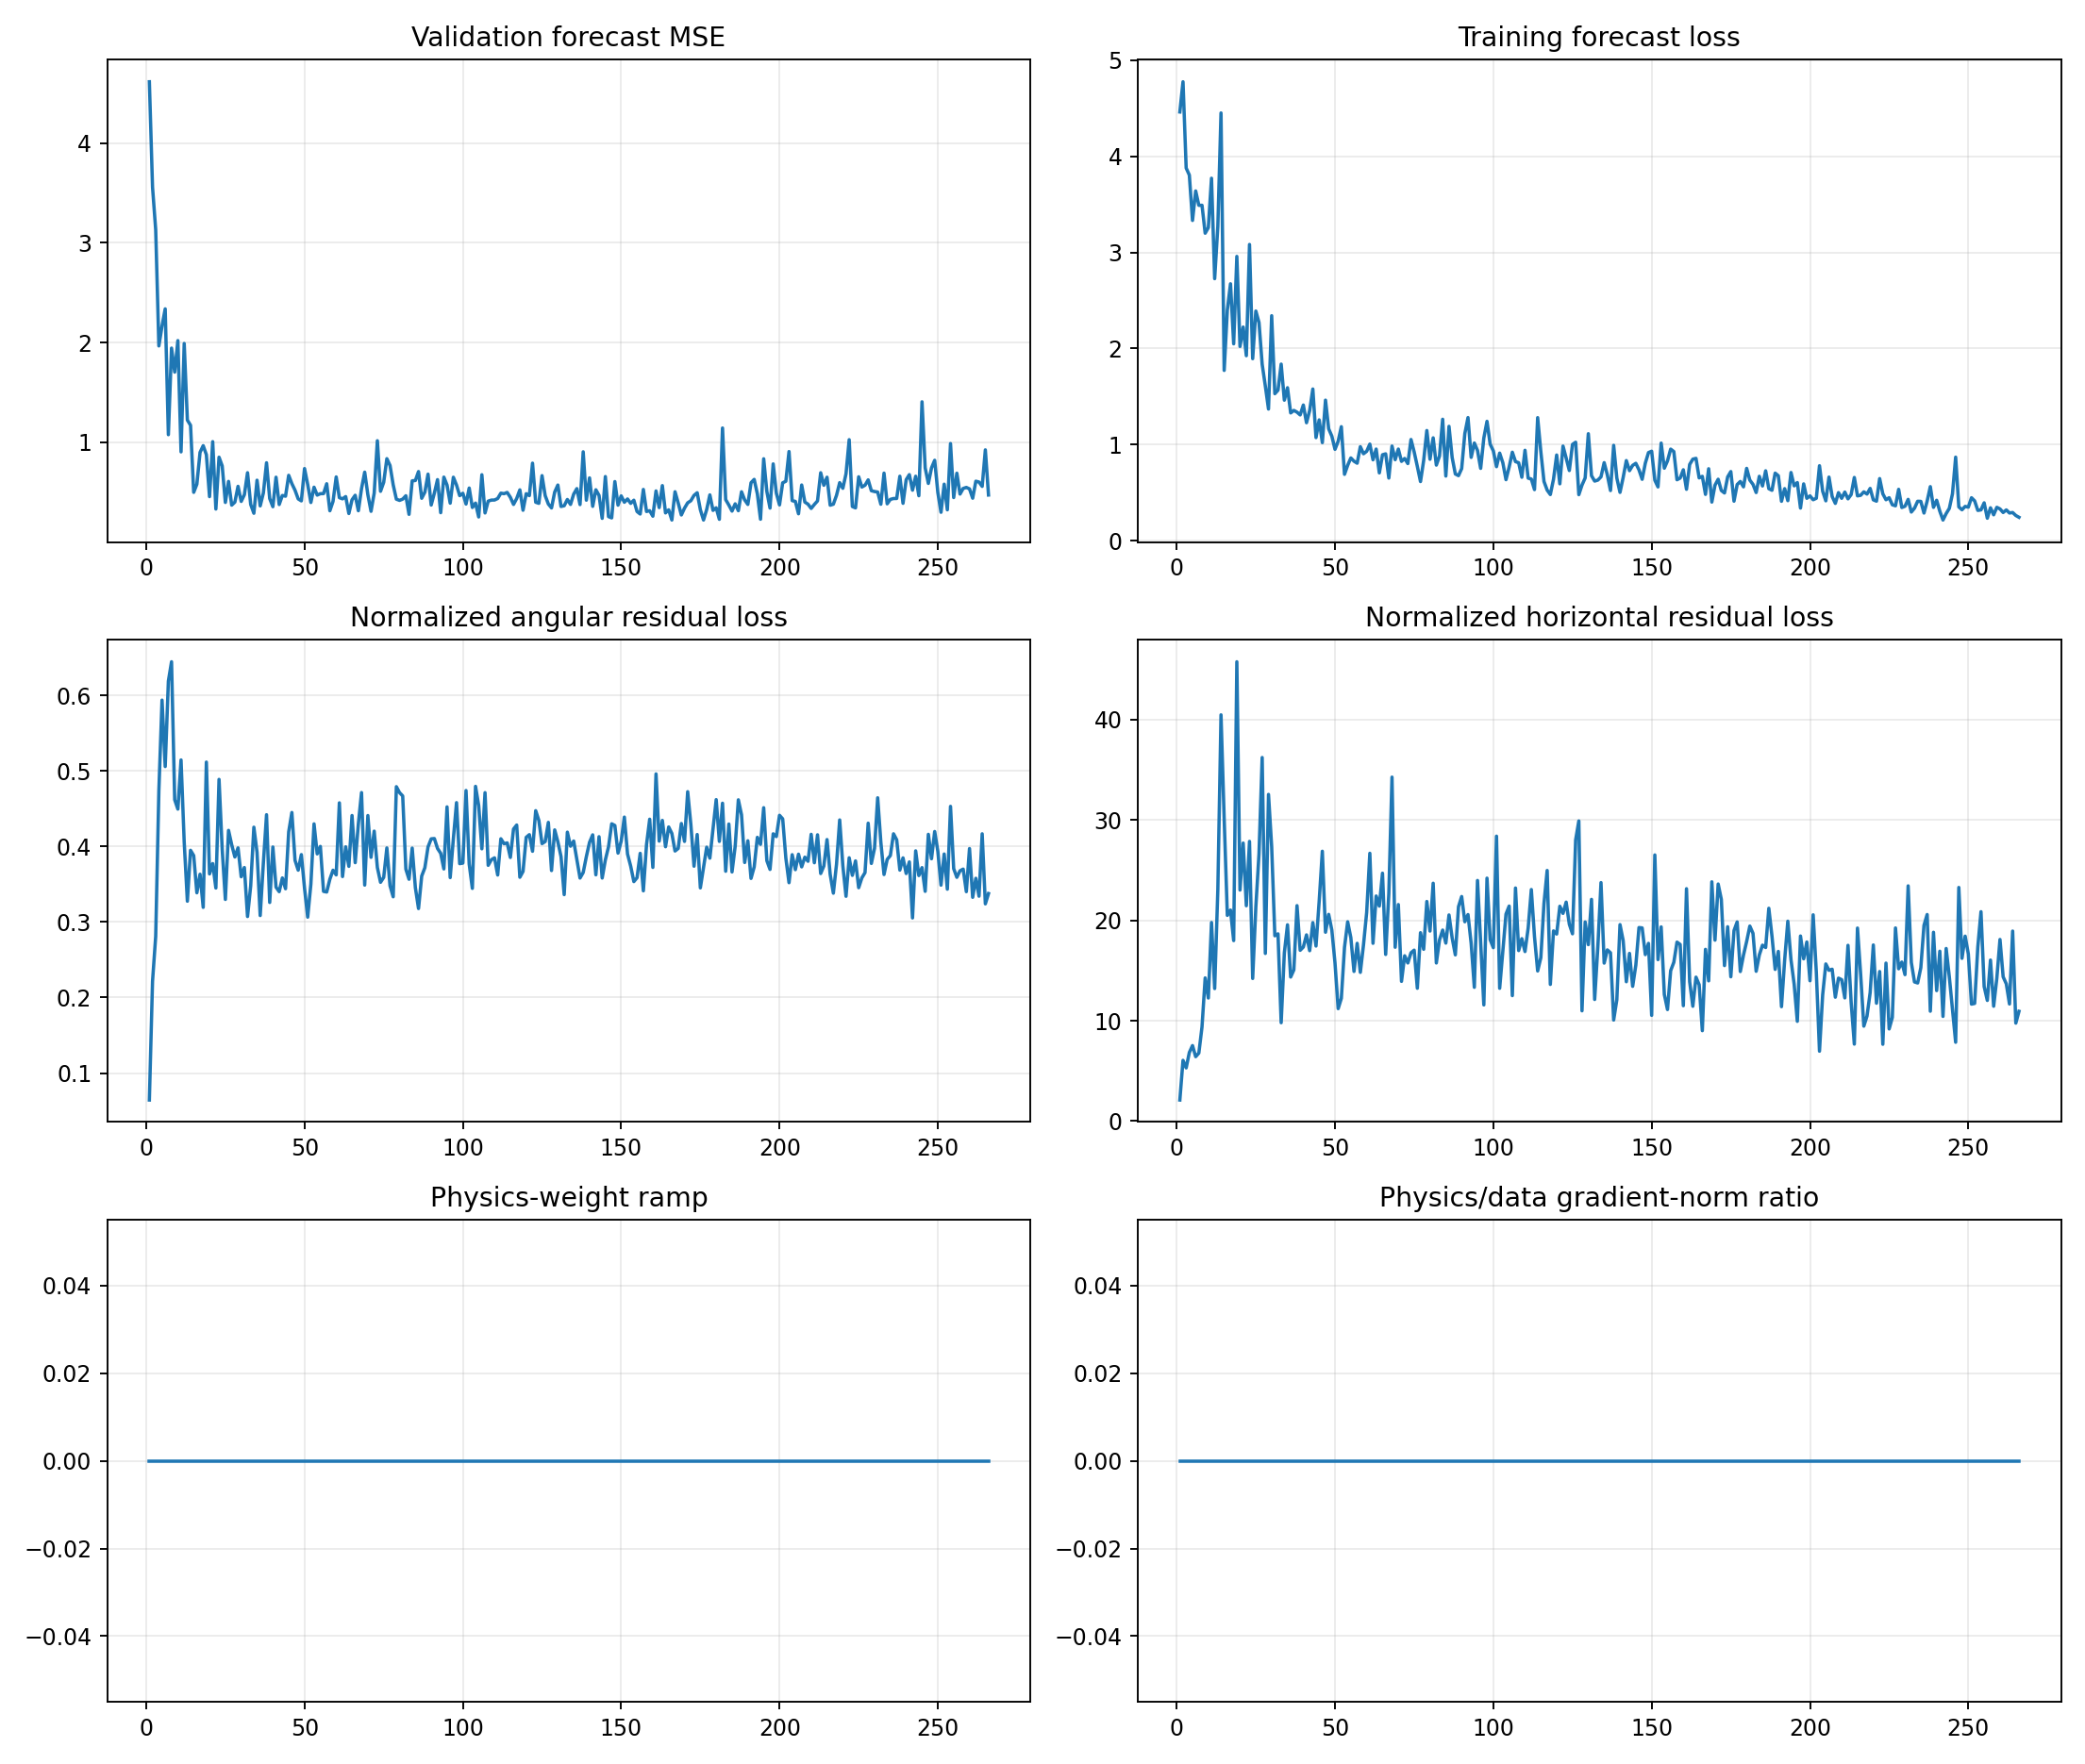 Validation forecast MSE
4
3
2
1
0 50 100 150 200 250
Training forecast loss
5
4
3
2
1
0
0 50 100 150 200 250
Normalized angular residual loss
0.6
0.5
0.4
0.3
0.2
0.1
0 50 100 150 200 250
Normalized horizontal residual loss
40
30
20
10
0
0 50 100 150 200 250
Physics-weight ramp
0.04
0.02
0.00
−0.02
−0.04
0 50 100 150 200 250
Physics/data gradient-norm ratio
0.04
0.02
0.00
−0.02
−0.04
0 50 100 150 200 250